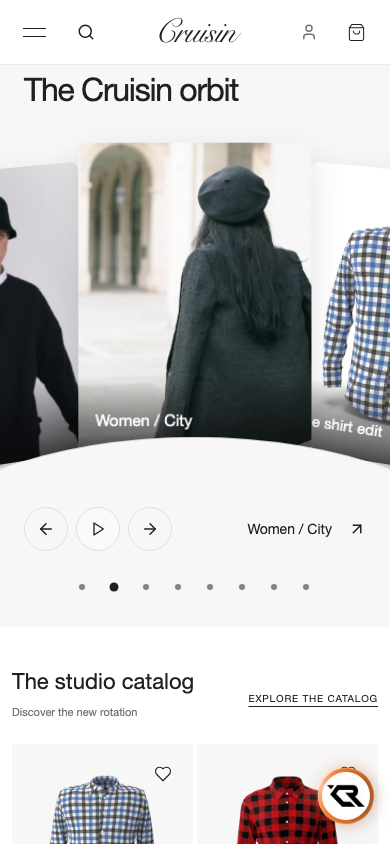 Cruisin
The Cruisin orbit
Women / City
e shirt edit
Women / City
The studio catalog
Discover the new rotation
EXPLORE THE CATALOG